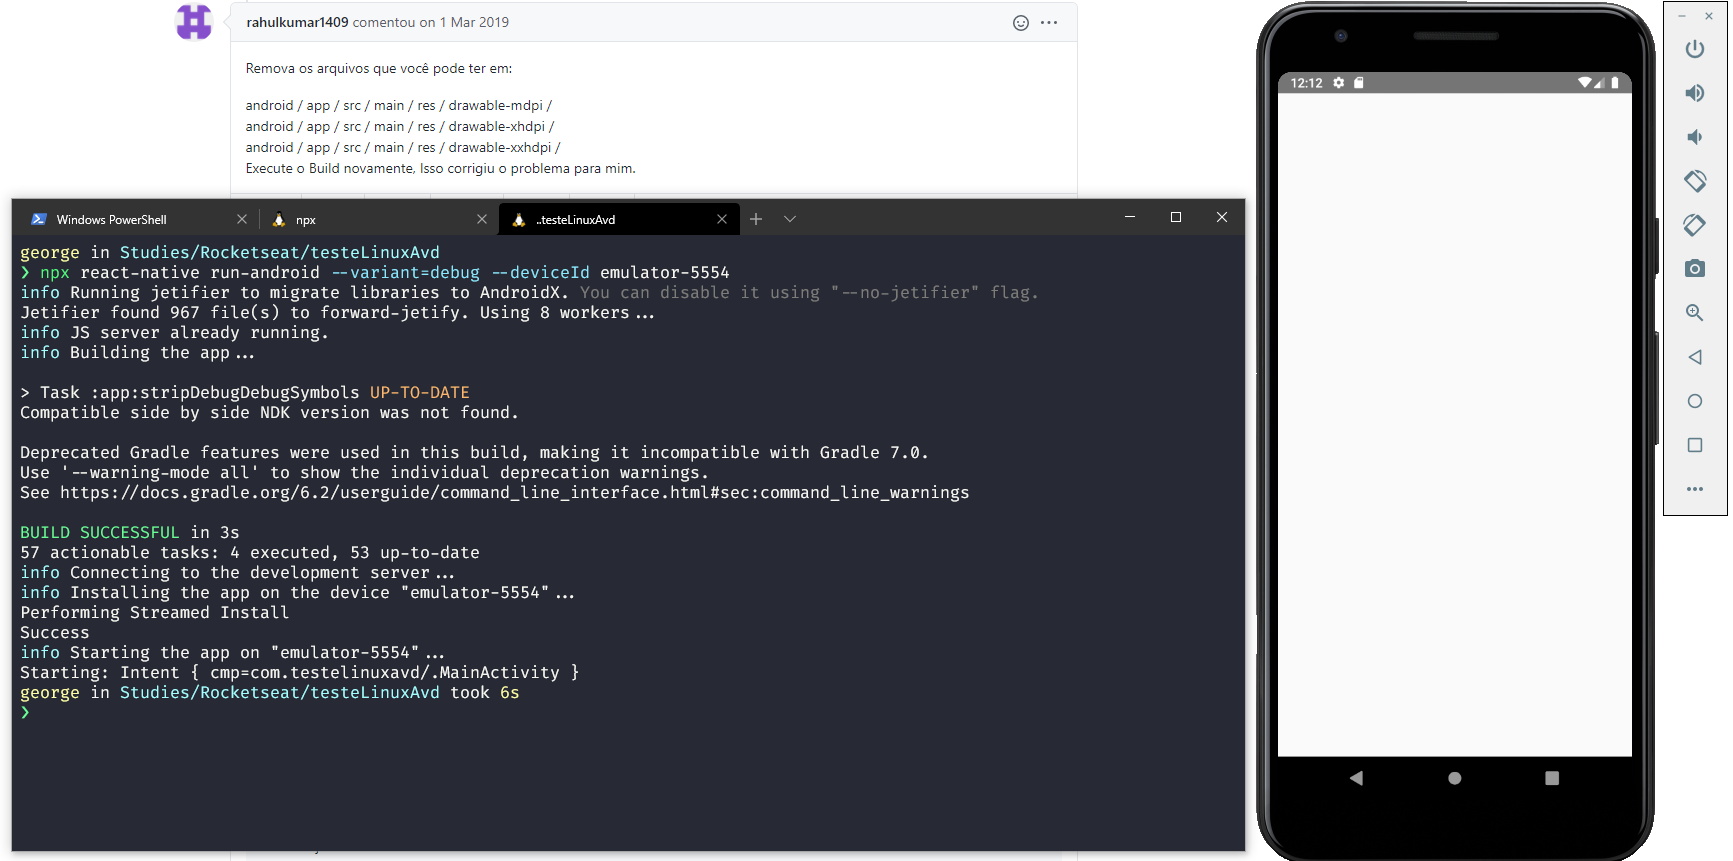 rahulkumar1409 comentou on 1 Mar 2019
Remova os arquivos que você pode ter em:
android / app / src / main / res / drawable-mdpi /
android / app / src / main / res / drawable-xhdpi /
android / app / src / main / res / drawable-xxhdpi /
Execute o Build novamente, Isso corrigiu o problema para mim.
Windows PowerShell
npx
..testeLinuxAvd
george in Studies/Rocketseat/testeLinuxAvd
❯ npx react-native run-android --variant=debug --deviceId emulator-5554
info Running jetifier to migrate libraries to AndroidX. You can disable it using "--no-jetifier" flag.
Jetifier found 967 file(s) to forward-jetify. Using 8 workers...
info JS server already running.
info Building the app...
> Task :app:stripDebugDebugSymbols UP-TO-DATE
Compatible side by side NDK version was not found.
Deprecated Gradle features were used in this build, making it incompatible with Gradle 7.0.
Use '--warning-mode all' to show the individual deprecation warnings.
See https://docs.gradle.org/6.2/userguide/command_line_interface.html#sec:command_line_warnings
BUILD SUCCESSFUL in 3s
57 actionable tasks: 4 executed, 53 up-to-date
info Connecting to the development server...
info Installing the app on the device "emulator-5554"...
Performing Streamed Install
Success
info Starting the app on "emulator-5554"...
Starting: Intent { cmp=com.testelinuxavd/.MainActivity }
george in Studies/Rocketseat/testeLinuxAvd took 6s
❯
12:12